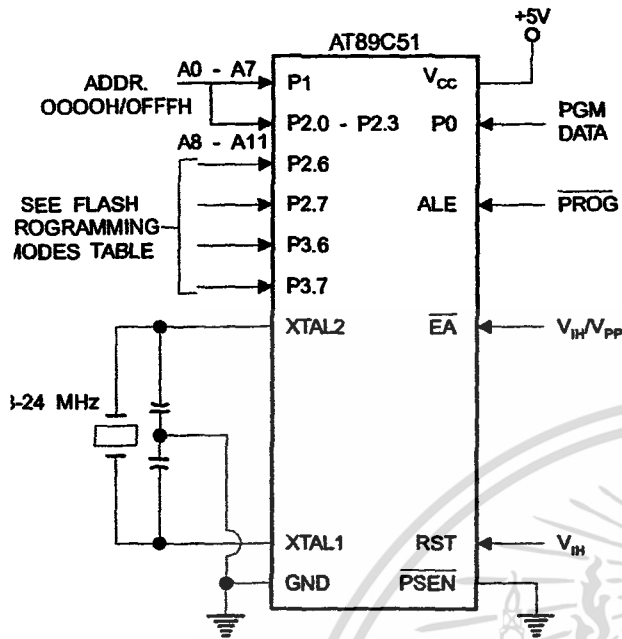 +5V
AT89C51
ADDR.
OOOOH/OFFFH
A0 - A7
P1
VCC
P2.0 - P2.3
P0
PGM
DATA
A8 - A11
P2.6
SEE FLASH
ROGRAMMING
MODES TABLE
P2.7
ALE
PROG
P3.6
P3.7
XTAL2
EA
VIH/VPP
3-24 MHz
XTAL1
RST
VIH
GND
PSEN